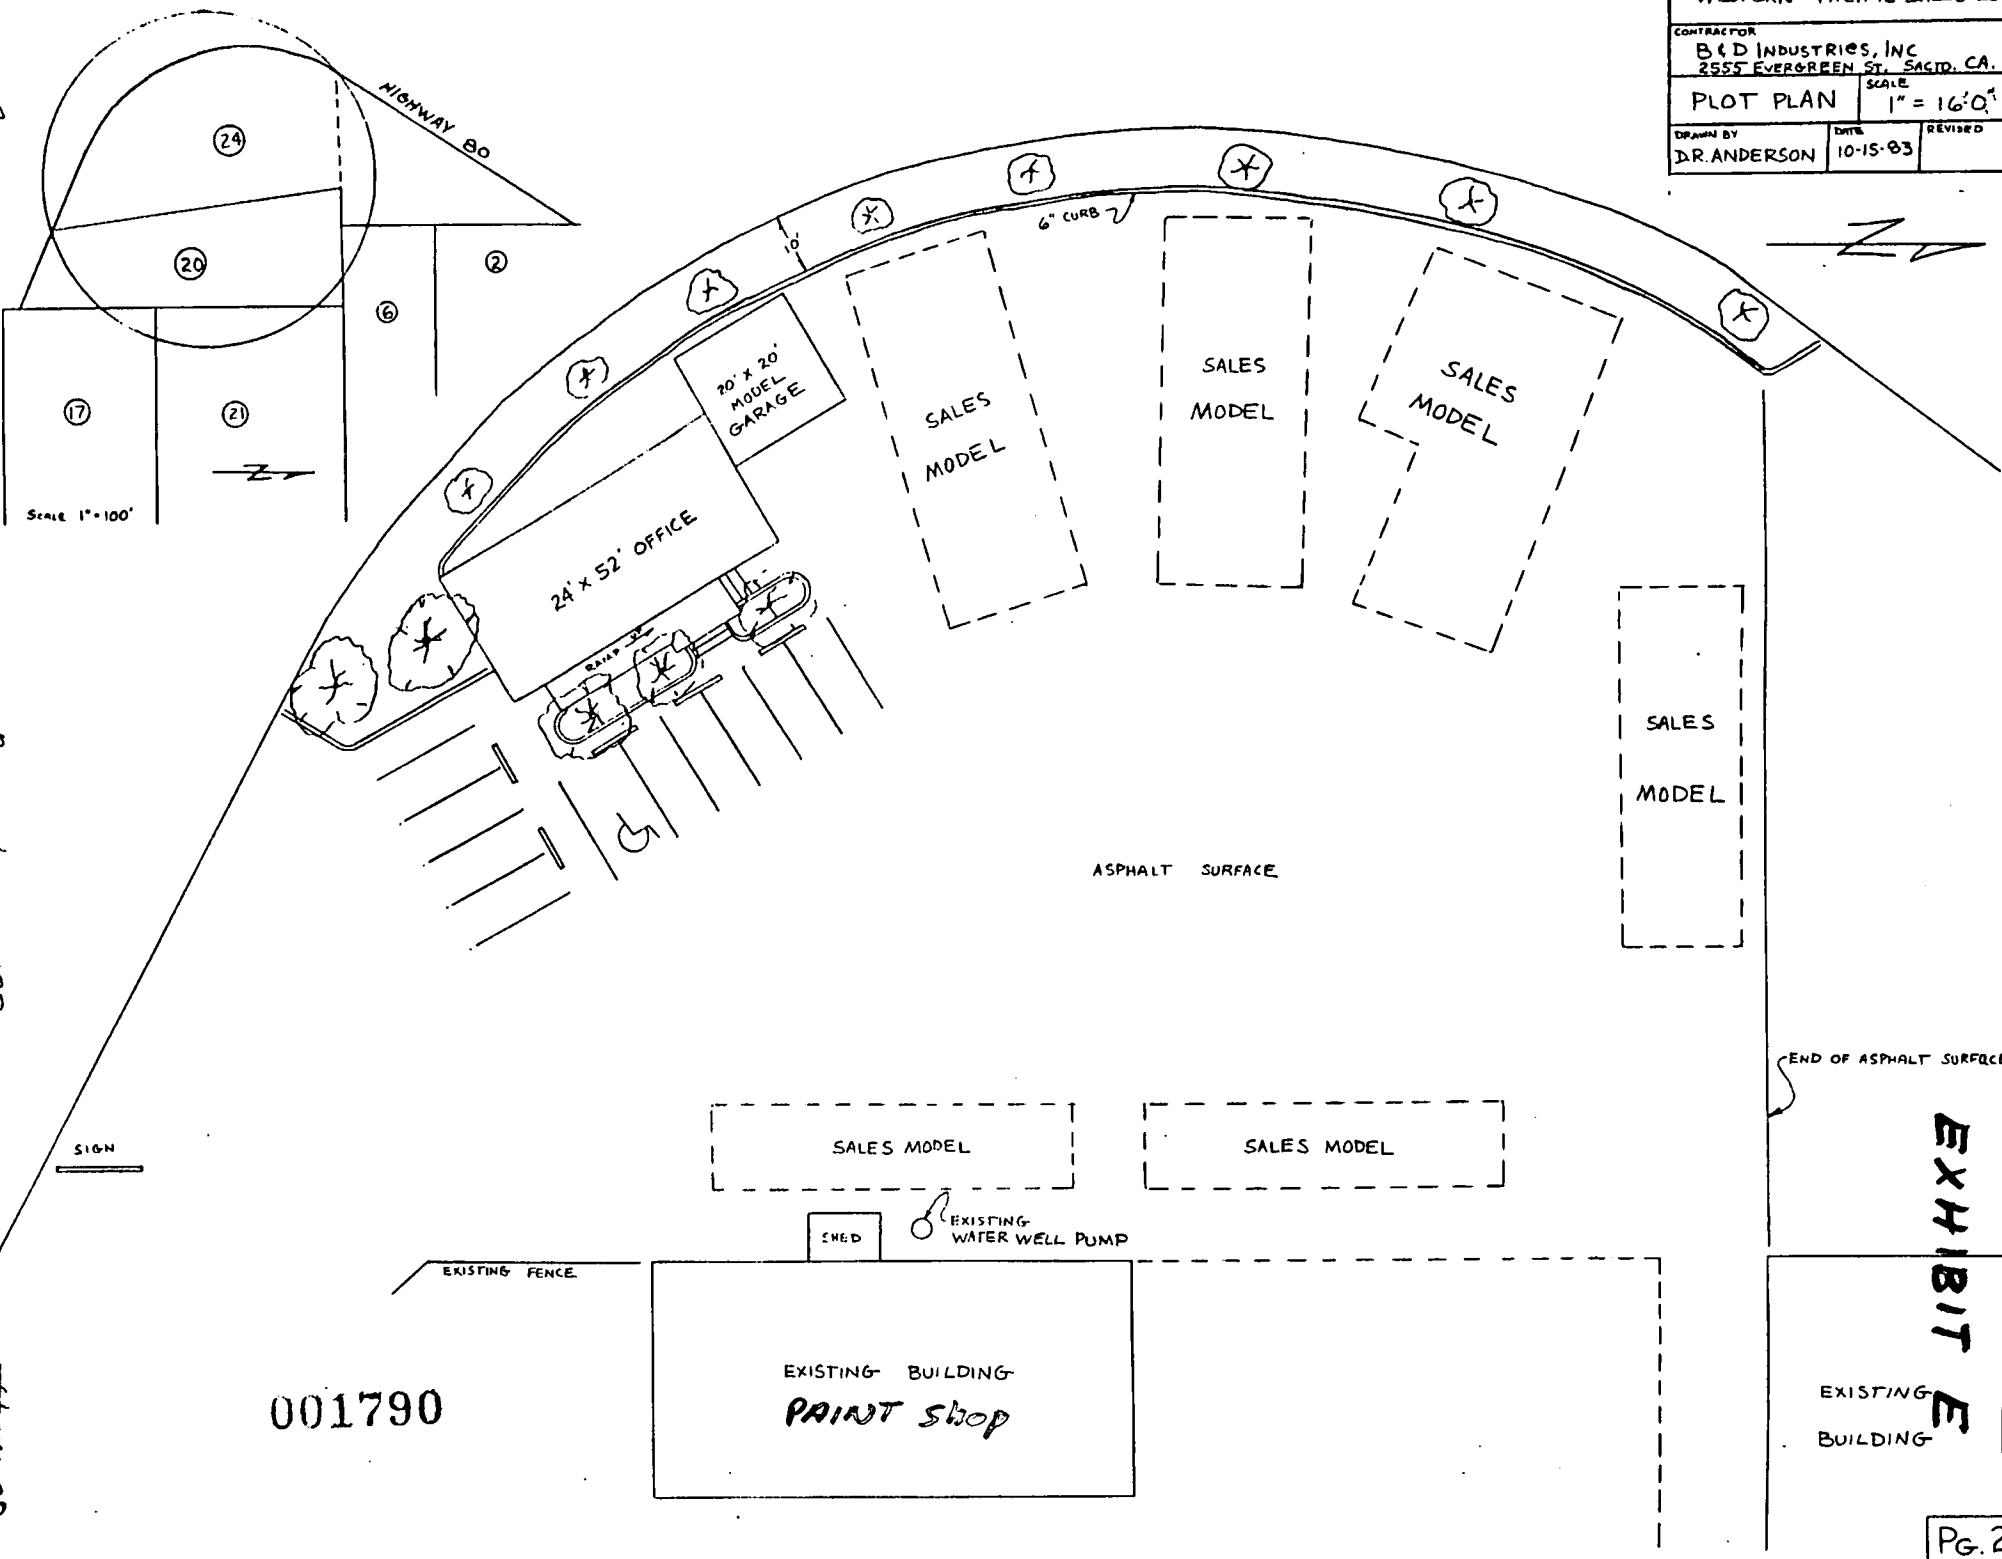 CONTRACTOR
B & D INDUSTRIES, INC
2555 EVERGREEN ST. SACTO. CA.
PLOT PLAN
SCALE
1" = 16'0"
DRAWN BY
D.R. ANDERSON
DATE
10-15-83
REVISED
HIGHWAY 80
24
20
2
6
17
21
SCALE 1"=100'
10'
6" CURB
20' X 20'
MODEL
GARAGE
24' X 52' OFFICE
RAMP UP
SALES
MODEL
SALES
MODEL
SALES
MODEL
SALES
MODEL
ASPHALT SURFACE
END OF ASPHALT SURFACE
SIGN
SALES MODEL
SALES MODEL
SHED
EXISTING
WATER WELL PUMP
EXISTING FENCE
EXISTING BUILDING
PAINT Shop
001790
EXISTING
BUILDING
EXHIBIT E
PG. 2